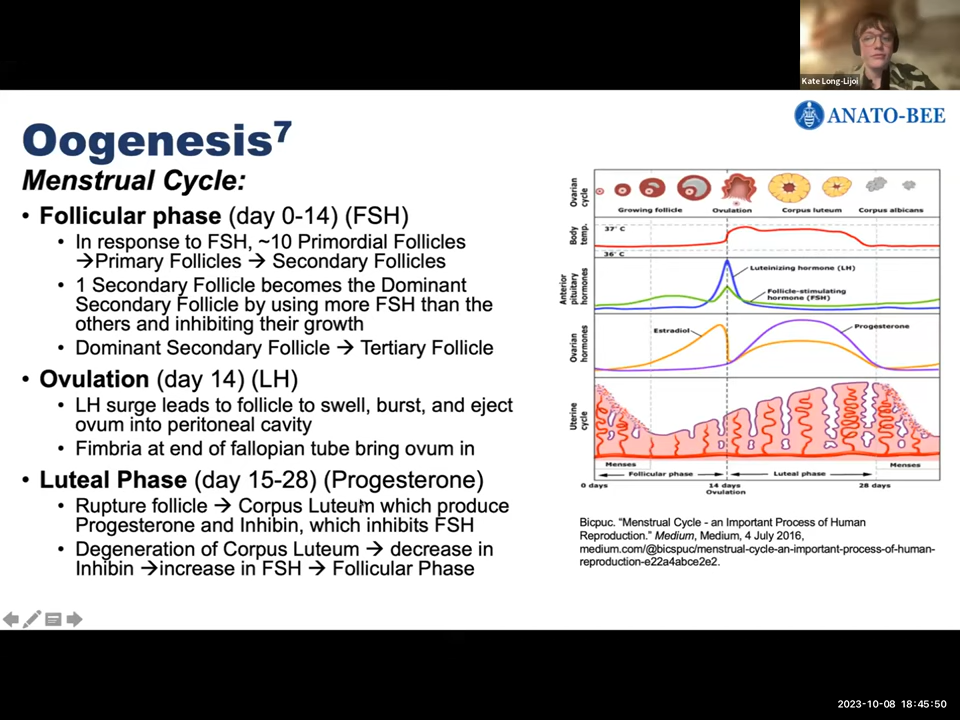 Kate Long-Lijoi
ANATO-BEE
Oogenesis7
Menstrual Cycle:
• Follicular phase (day 0-14) (FSH)
• In response to FSH, ~10 Primordial Follicles
→Primary Follicles → Secondary Follicles
• 1 Secondary Follicle becomes the Dominant
Secondary Follicle by using more FSH than the
others and inhibiting their growth
• Dominant Secondary Follicle → Tertiary Follicle
• Ovulation (day 14) (LH)
• LH surge leads to follicle to swell, burst, and eject
ovum into peritoneal cavity
• Fimbria at end of fallopian tube bring ovum in
• Luteal Phase (day 15-28) (Progesterone)
• Rupture follicle → Corpus Luteum which produce
Progesterone and Inhibin, which inhibits FSH
• Degeneration of Corpus Luteum → decrease in
Inhibin →increase in FSH → Follicular Phase
Ovarian
cycle
Growing follicle
Ovulation
Corpus luteum
Corpus albicans
Body
temp.
37° C
36° C
Anterior
pituitary
hormones
Luteinizing hormone (LH)
Follicle-stimulating
hormone (FSH)
Ovarian
hormones
Estradiol
Progesterone
Uterine
cycle
Menses
Menses
Follicular phase
Luteal phase
0 days
14 days
Ovulation
28 days
Bicpuc. “Menstrual Cycle - an Important Process of Human
Reproduction.” Medium, Medium, 4 July 2016,
medium.com/@bicspuc/menstrual-cycle-an-important-process-of-human-
reproduction-e22a4abce2e2.
2023-10-08 18:45:50